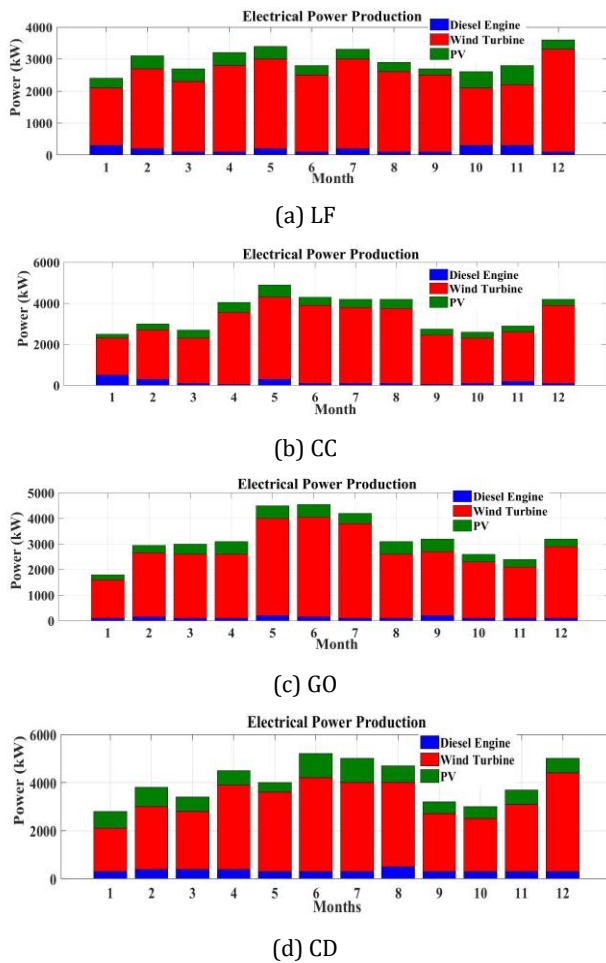 Electrical Power Production
Diesel Engine
Wind Turbine
PV
Power (kW)
4000
3000
2000
1000
0
1 2 3 4 5 6 7 8 9 10 11 12
Month
(a) LF
Electrical Power Production
Diesel Engine
Wind Turbine
PV
Power (kW)
6000
4000
2000
0
1 2 3 4 5 6 7 8 9 10 11 12
Month
(b) CC
Electrical Power Production
Diesel Engine
Wind Turbine
PV
Power (kW)
5000
4000
3000
2000
1000
0
1 2 3 4 5 6 7 8 9 10 11 12
Month
(c) GO
Electrical Power Production
Diesel Engine
Wind Turbine
PV
Power (kW)
6000
4000
2000
0
1 2 3 4 5 6 7 8 9 10 11 12
Months
(d) CD